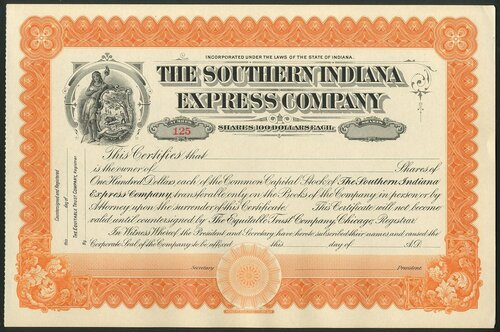 INCORPORATED UNDER THE LAWS OF THE STATE OF INDIANA.
THE SOUTHERN INDIANA
EXPRESS COMPANY
125
SHARES 100 DOLLARS EACH.
This Certifies that
is the owner of Shares of
One Hundred Dollars each of the Common Capital Stock of The Southern Indiana
Express Company, transferable only on the Books of the Company in person or by
Attorney upon the surrender of this Certificate. This Certificate will not become
valid until countersigned by The Equitable Trust Company, Chicago, Registrar.
In Witness Whereof the President and Secretary have hereto subscribed their names and caused the
Corporate Seal of the Company to be affixed this day of A.D.
Secretary President.
Countersigned and Registered
this
THE EQUITABLE TRUST COMPANY, Registrar.
By